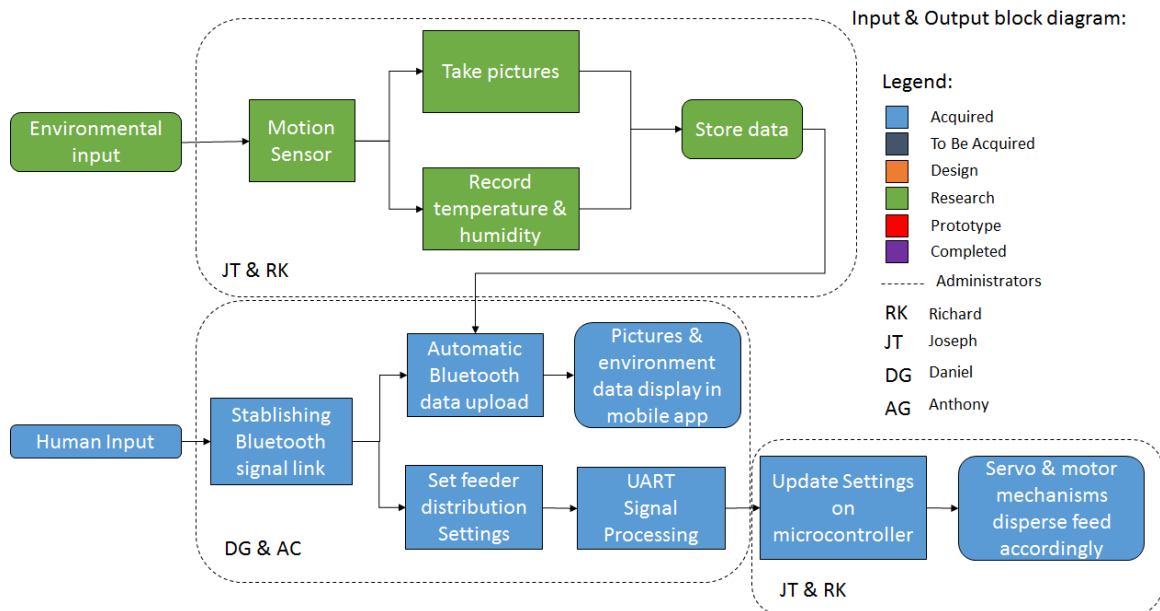 Input & Output block diagram:
Take pictures
Environmental
input
Motion
Sensor
Store data
Record
temperature &
humidity
JT & RK
Legend:
Acquired
To Be Acquired
Design
Research
Prototype
Completed
Administrators
RK Richard
JT Joseph
DG Daniel
AG Anthony
Human Input
Stablishing
Bluetooth
signal link
Automatic
Bluetooth
data upload
Pictures &
environment
data display in
mobile app
Set feeder
distribution
Settings
UART
Signal
Processing
DG & AC
Update Settings
on
microcontroller
Servo & motor
mechanisms
disperse feed
accordingly
JT & RK